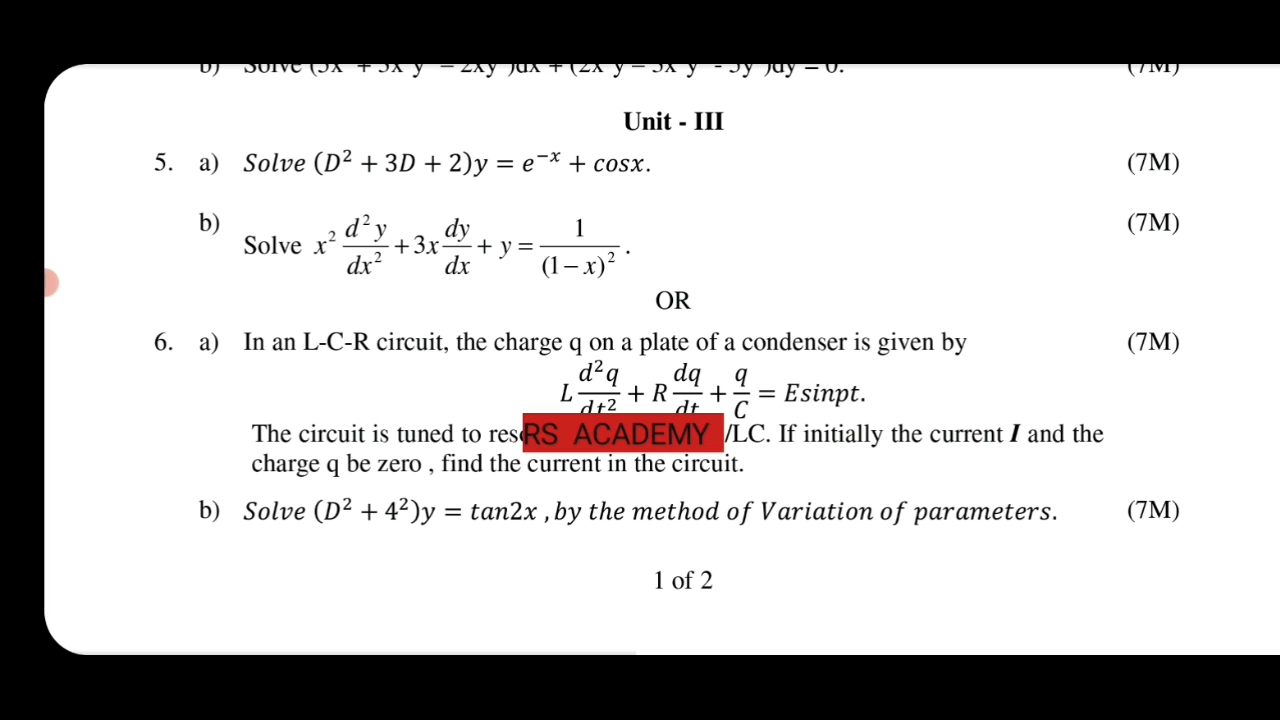 b) Solve
(7M)
Unit - III
5. a) Solve (D² + 3D + 2)y = e⁻ˣ + cosx. (7M)
b) Solve x² d²y/dx² + 3x dy/dx + y = 1/(1 − x)². (7M)
OR
6. a) In an L-C-R circuit, the charge q on a plate of a condenser is given by (7M)
L d²q/dt² + R dq/dt + q/C = Esinpt.
The circuit is tuned to RS ACADEMY /LC. If initially the current I and the
charge q be zero , find the current in the circuit.
b) Solve (D² + 4²)y = tan2x , by the method of Variation of parameters. (7M)
1 of 2